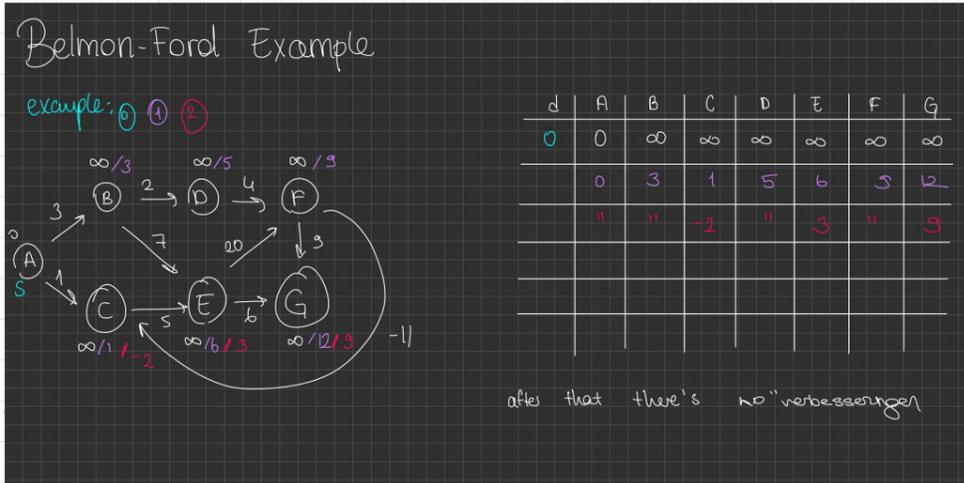 Belmon-Ford Example
example: 0 1 2
∞/3 ∞/5 ∞/9
B 2 D 4 F
3 7 20 9
0
A
S
1
C 5 E 6 G
∞/1/-2 ∞/6/3 ∞/12/9
-11
d A B C D E F G
0 0 ∞ ∞ ∞ ∞ ∞ ∞
0 3 1 5 6 9 12
" " -2 " 3 " 9
after that there's no "verbesserungen